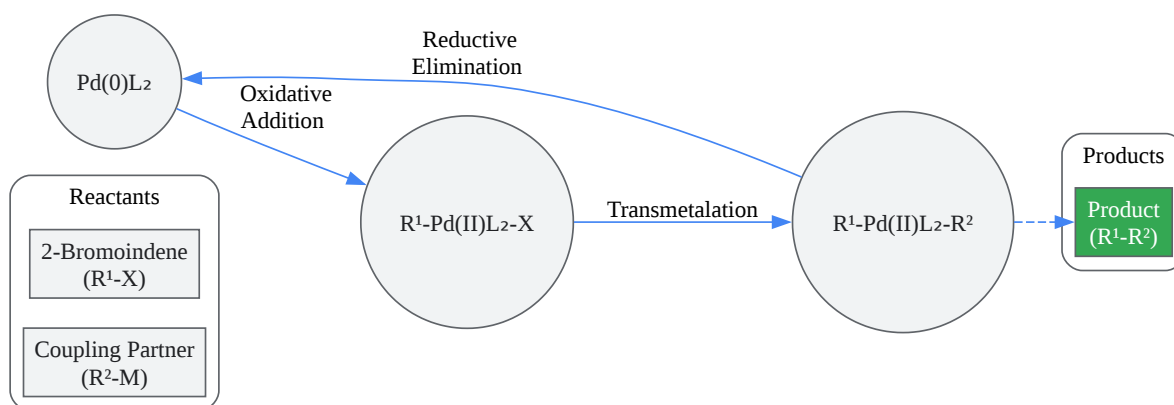 Pd(0)L₂
Oxidative
Addition
Reductive
Elimination
Reactants
2-Bromoindene
(R¹-X)
Coupling Partner
(R²-M)
R¹-Pd(II)L₂-X
Transmetalation
R¹-Pd(II)L₂-R²
Products
Product
(R¹-R²)